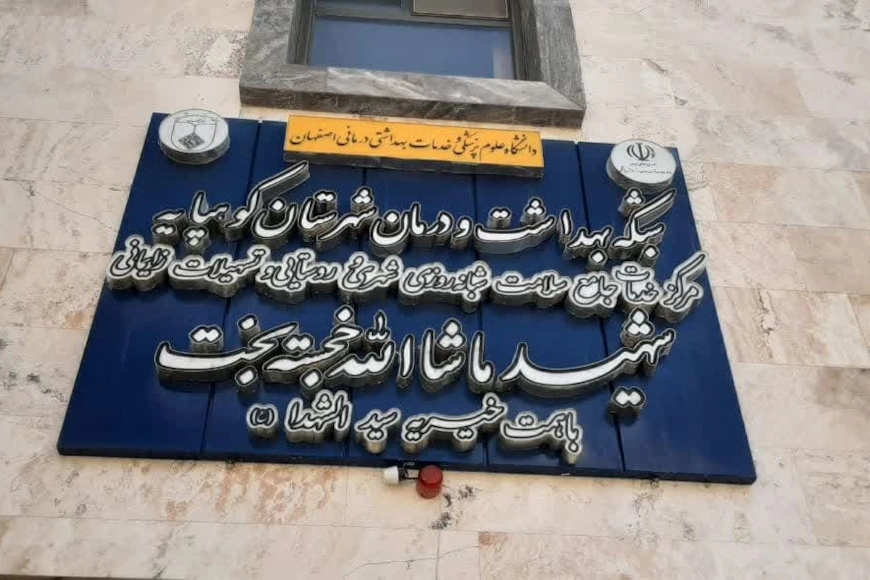 دانشگاه علوم پزشکی و خدمات بهداشتی درمانی اصفهان
شبکه بهداشت و درمان شهرستان کوهپایه
مرکز خدمات جامع سلامت شبانه روزی شهری و روستایی و تسهیلات زایمانی
شهید ماشاالله خجسته بخت
باهمت خیریه سید الشهدا (ع)